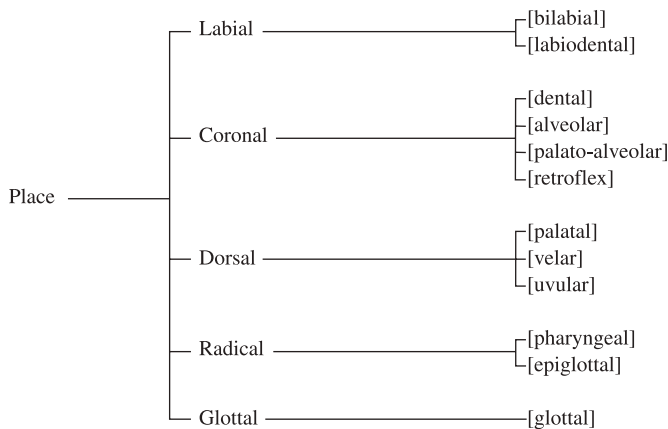 Place
Labial
[bilabial]
[labiodental]
Coronal
[dental]
[alveolar]
[palato-alveolar]
[retroflex]
Dorsal
[palatal]
[velar]
[uvular]
Radical
[pharyngeal]
[epiglottal]
Glottal
[glottal]